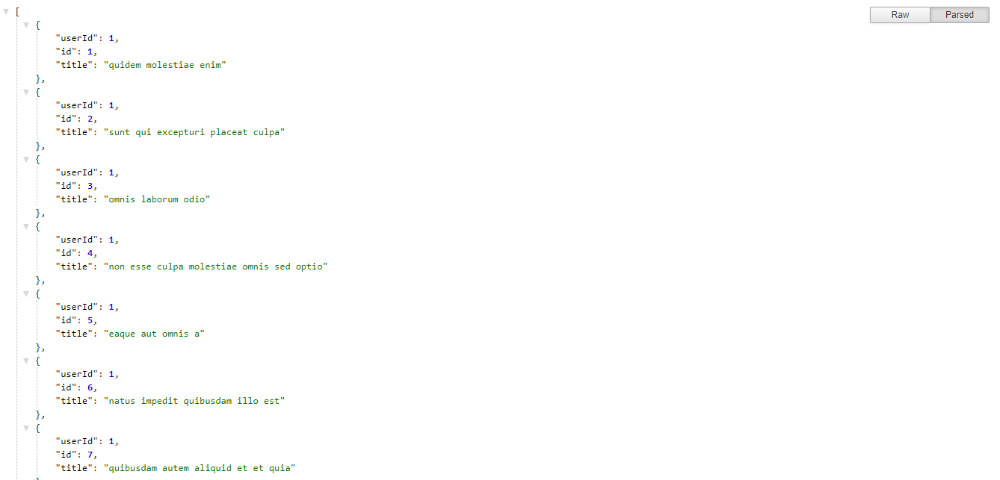 [
Raw Parsed
{
"userId": 1,
"id": 1,
"title": "quidem molestiae enim"
},
{
"userId": 1,
"id": 2,
"title": "sunt qui excepturi placeat culpa"
},
{
"userId": 1,
"id": 3,
"title": "omnis laborum odio"
},
{
"userId": 1,
"id": 4,
"title": "non esse culpa molestiae omnis sed optio"
},
{
"userId": 1,
"id": 5,
"title": "eaque aut omnis a"
},
{
"userId": 1,
"id": 6,
"title": "natus impedit quibusdam illo est"
},
{
"userId": 1,
"id": 7,
"title": "quibusdam autem aliquid et et quia"